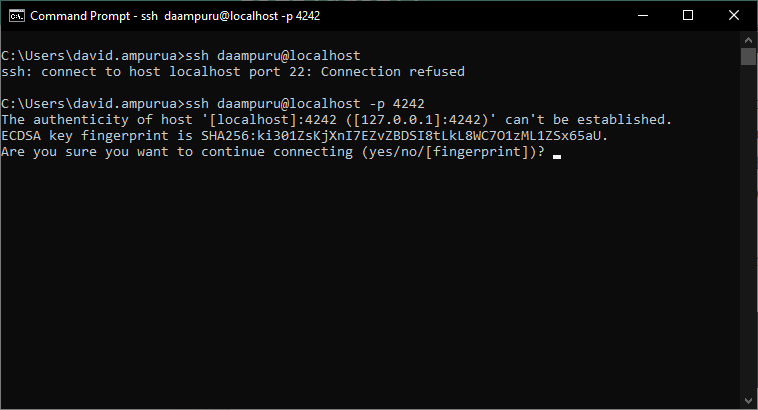 Command Prompt - ssh  daampuru@localhost -p 4242
C:\Users\david.ampurua>ssh daampuru@localhost
ssh: connect to host localhost port 22: Connection refused
C:\Users\david.ampurua>ssh daampuru@localhost -p 4242
The authenticity of host '[localhost]:4242 ([127.0.0.1]:4242)' can't be established.
ECDSA key fingerprint is SHA256:ki301ZsKjXnI7EZvZBDSI8tLkL8WC7O1zML1ZSx65aU.
Are you sure you want to continue connecting (yes/no/[fingerprint])?